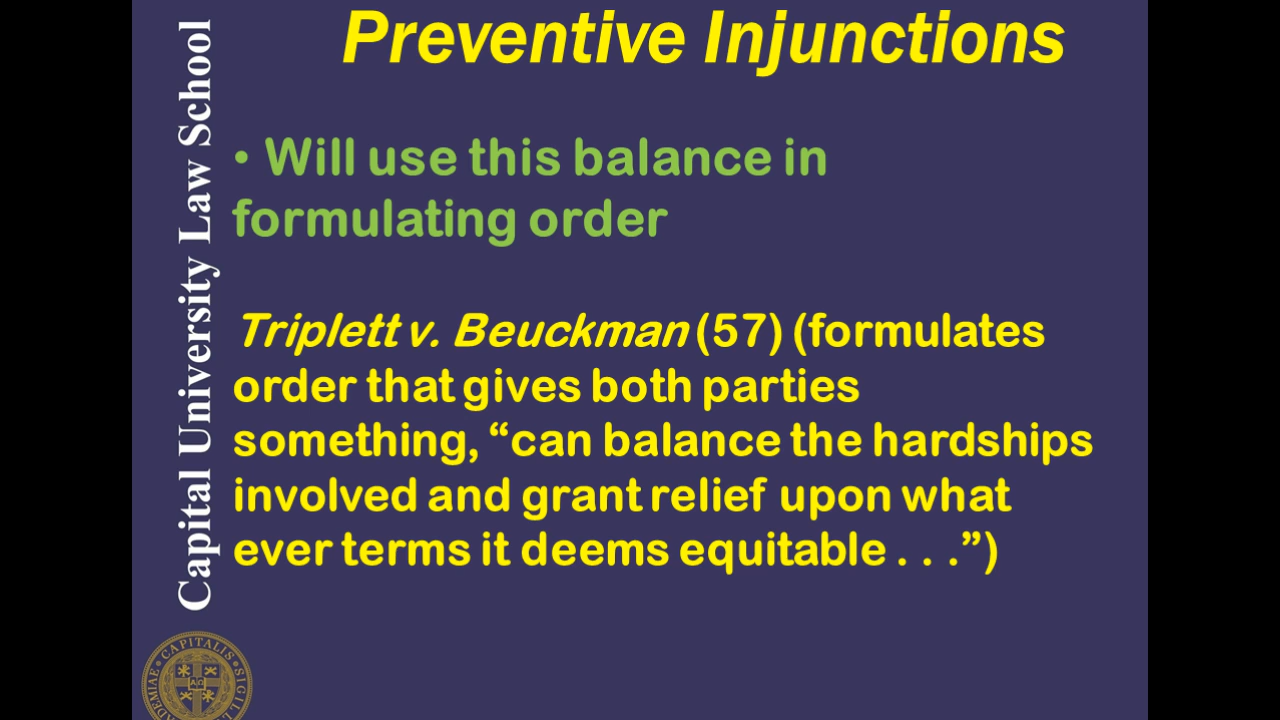 Preventive Injunctions
Capital University Law School
• Will use this balance in
formulating order
Triplett v. Beuckman (57) (formulates
order that gives both parties
something, “can balance the hardships
involved and grant relief upon what
ever terms it deems equitable . . .”)
CAPITALIS
SIGIL